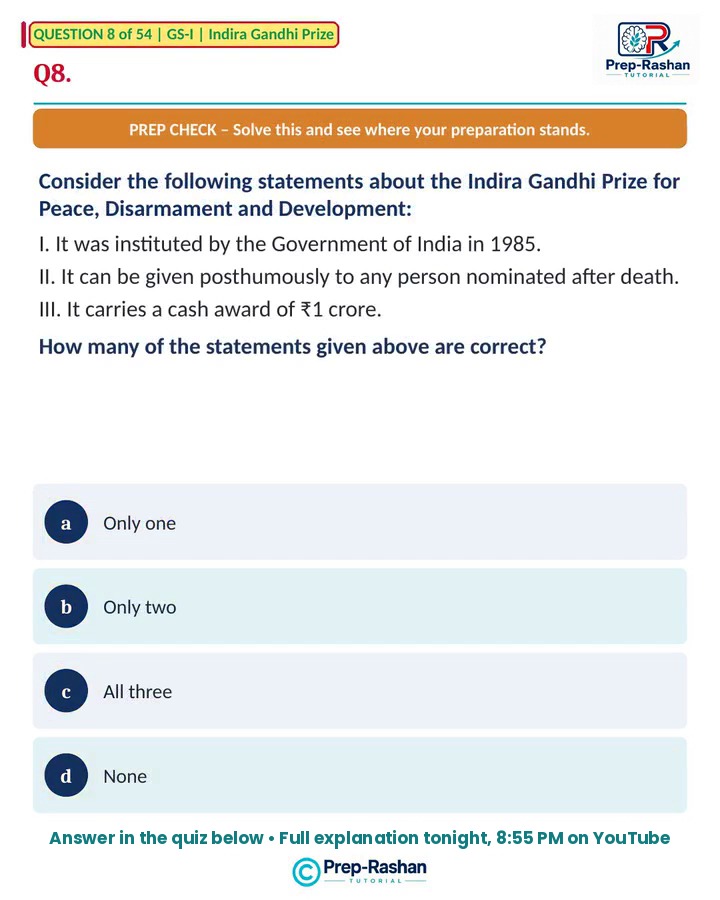 QUESTION 8 of 54 | GS-I | Indira Gandhi Prize
Prep-Rashan
TUTORIAL
Q8.
PREP CHECK – Solve this and see where your preparation stands.
Consider the following statements about the Indira Gandhi Prize for
Peace, Disarmament and Development:
I. It was instituted by the Government of India in 1985.
II. It can be given posthumously to any person nominated after death.
III. It carries a cash award of ₹1 crore.
How many of the statements given above are correct?
a Only one
b Only two
c All three
d None
Answer in the quiz below • Full explanation tonight, 8:55 PM on YouTube
© Prep-Rashan
TUTORIAL